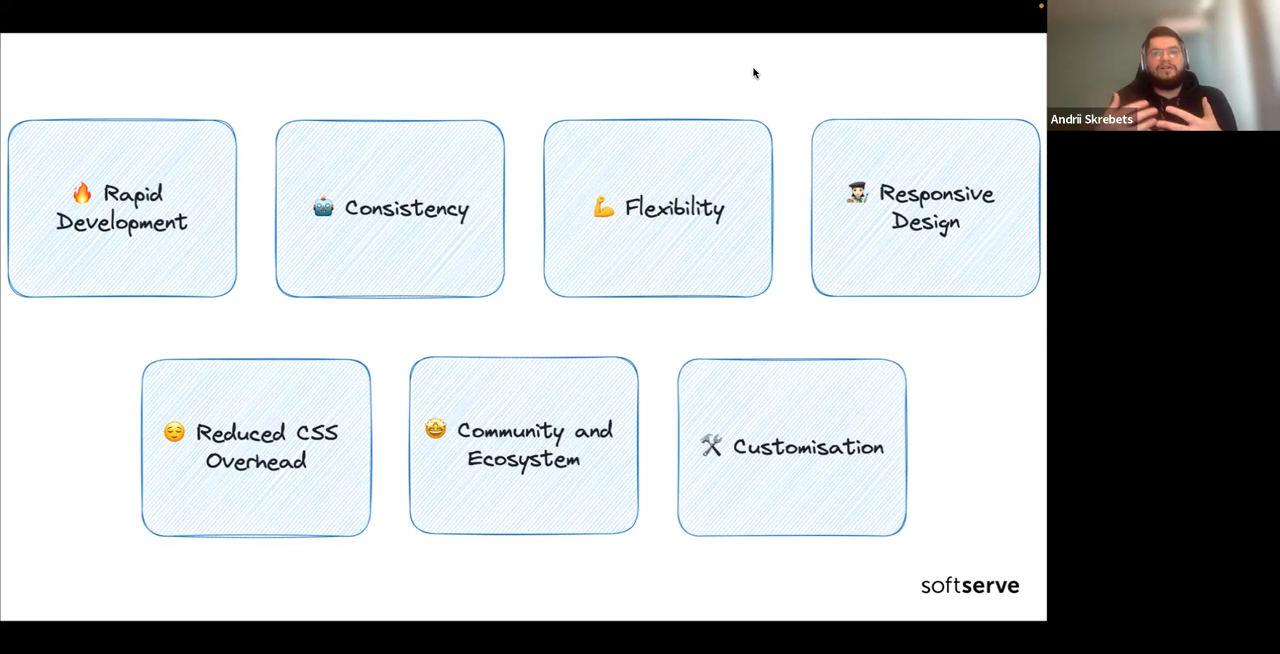 Andrii Skrebets
🔥 Rapid
Development
🤖 Consistency
💪 Flexibility
👩🏻‍🎨 Responsive
Design
😌 Reduced CSS
Overhead
🤩 Community and
Ecosystem
🛠 Customisation
softserve